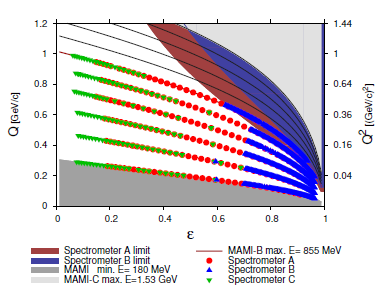 1.2
1
0.8
0.6
0.4
0.2
0
Q [GeV/c]
1.44
1
0.64
0.36
0.16
0.04
Q² [(GeV/c)²]
0 0.2 0.4 0.6 0.8 1
ε
Spectrometer A limit
Spectrometer B limit
MAMI min. E= 180 MeV
MAMI-C max. E=1.53 GeV
MAMI-B max. E= 855 MeV
Spectrometer A
Spectrometer B
Spectrometer C